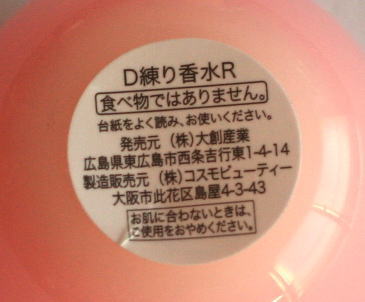 D練り香水R
食べ物ではありません。
台紙をよく読み、お使いください。
発売元 (株)大創産業
広島県東広島市西条吉行東1-4-14
製造販売元 (株)コスモビューティー
大阪市此花区島屋4-3-43
お肌に合わないときは、
ご使用をおやめください。